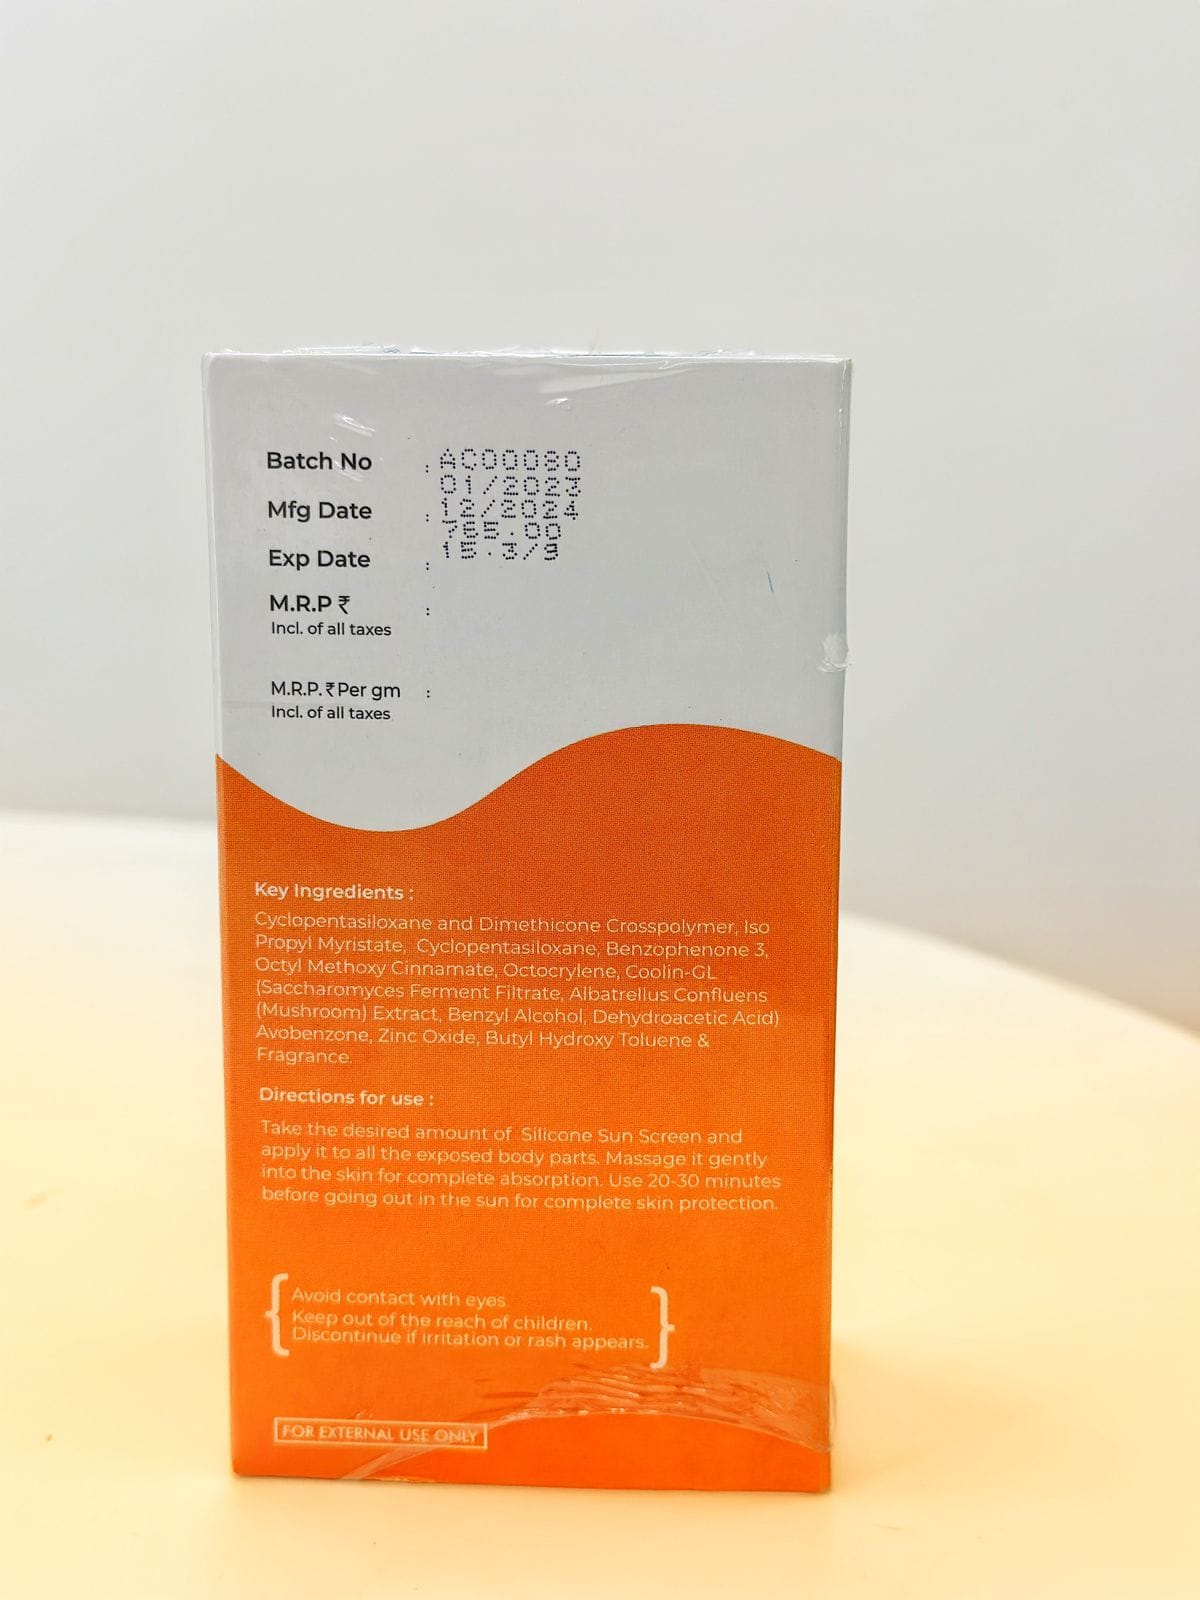 Batch No : AC00080
01/2023
Mfg Date : 12/2024
765.00
Exp Date : 15.3/g
M.R.P ₹ :
Incl. of all taxes
M.R.P. ₹ Per gm :
Incl. of all taxes
Key Ingredients :
Cyclopentasiloxane and Dimethicone Crosspolymer, Iso
Propyl Myristate, Cyclopentasiloxane, Benzophenone 3,
Octyl Methoxy Cinnamate, Octocrylene, Coolin-GL
(Saccharomyces Ferment Filtrate, Albatrellus Confluens
(Mushroom) Extract, Benzyl Alcohol, Dehydroacetic Acid)
Avobenzone, Zinc Oxide, Butyl Hydroxy Toluene &
Fragrance.
Directions for use :
Take the desired amount of Silicone Sun Screen and
apply it to all the exposed body parts. Massage it gently
into the skin for complete absorption. Use 20-30 minutes
before going out in the sun for complete skin protection.
Avoid contact with eyes
Keep out of the reach of children.
Discontinue if irritation or rash appears.
FOR EXTERNAL USE ONLY